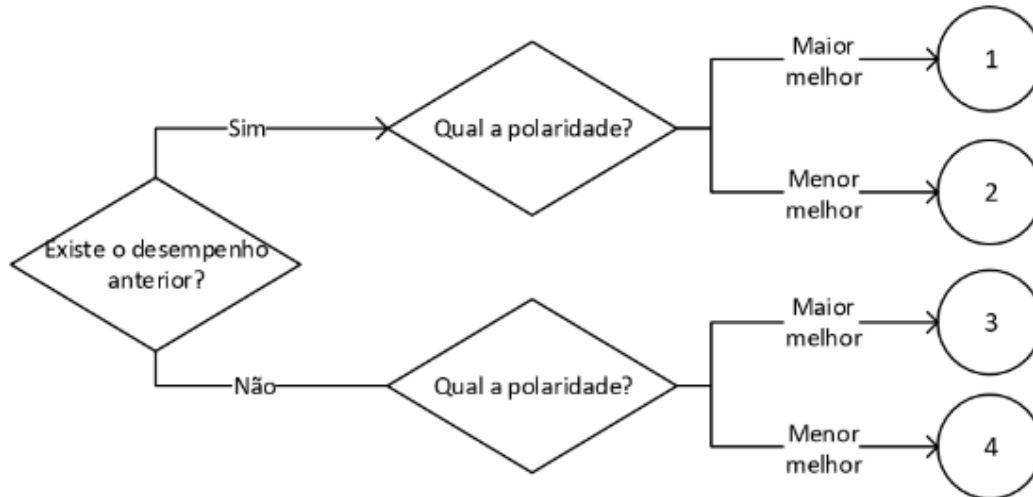 Existe o desempenho
anterior?
Sim
Qual a polaridade?
Maior
melhor
1
Menor
melhor
2
Não
Qual a polaridade?
Maior
melhor
3
Menor
melhor
4